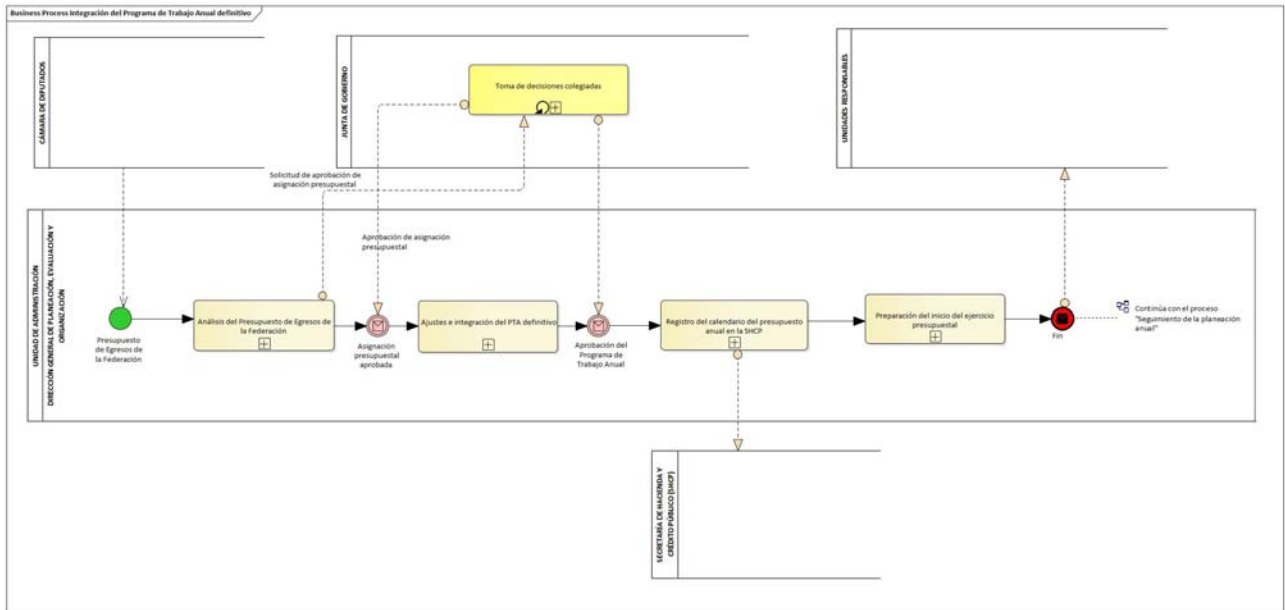 Business Process Integración del Programa de Trabajo Anual definitivo
CÁMARA DE DIPUTADOS
JUNTA DE GOBIERNO
Toma de decisiones colegiadas
UNIDADES RESPONSABLES
Solicitud de aprobación de
asignación presupuestal
Aprobación de asignación
presupuestal
UNIDAD DE ADMINISTRACIÓN
DIRECCIÓN GENERAL DE PLANEACIÓN, EVALUACIÓN Y
ORGANIZACIÓN
Presupuesto
de Egresos de
la Federación
Análisis del Presupuesto de Egresos de
la Federación
Asignación
presupuestal
aprobada
Ajustes e integración del PTA definitivo
Aprobación del
Programa de
Trabajo Anual
Registro del calendario del presupuesto
anual en la SHCP
Preparación del inicio del ejercicio
presupuestal
Fin
Continúa con el proceso
"Seguimiento de la planeación
anual"
SECRETARÍA DE HACIENDA Y
CRÉDITO PÚBLICO (SHCP)